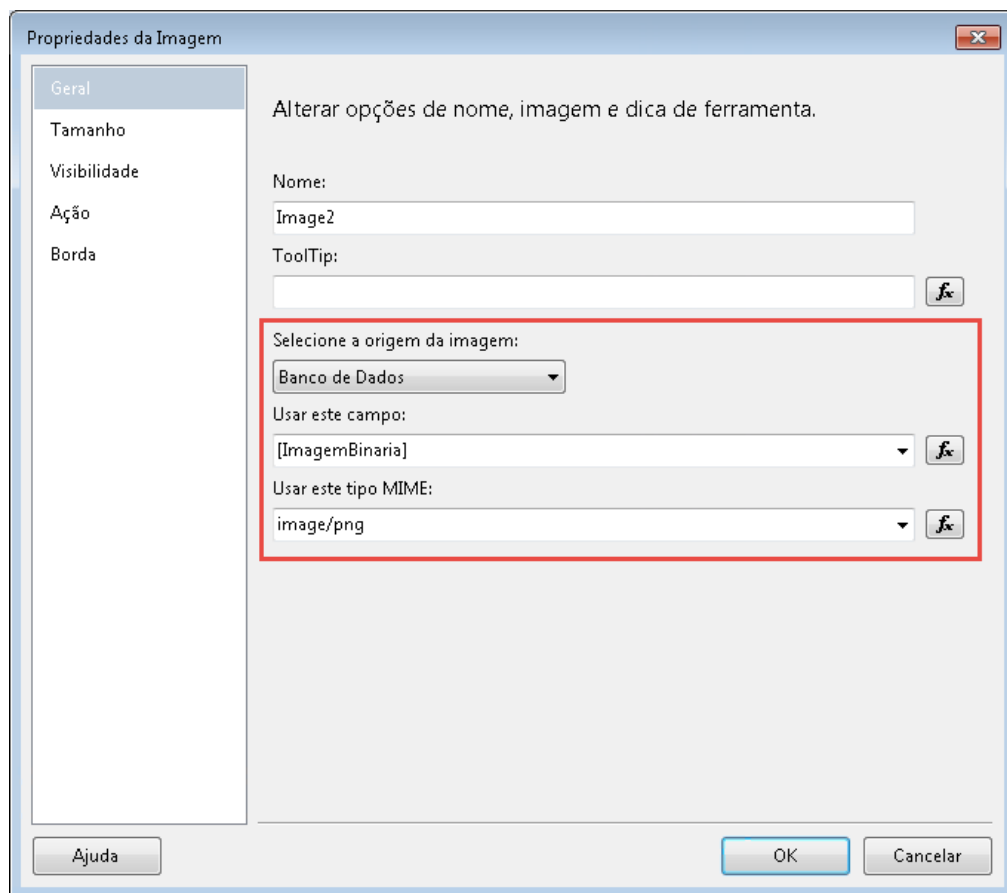 Propriedades da Imagem
Geral
Tamanho
Visibilidade
Ação
Borda
Alterar opções de nome, imagem e dica de ferramenta.
Nome:
Image2
ToolTip:
fx
Selecione a origem da imagem:
Banco de Dados
Usar este campo:
[ImagemBinaria]
fx
Usar este tipo MIME:
image/png
fx
Ajuda
OK
Cancelar